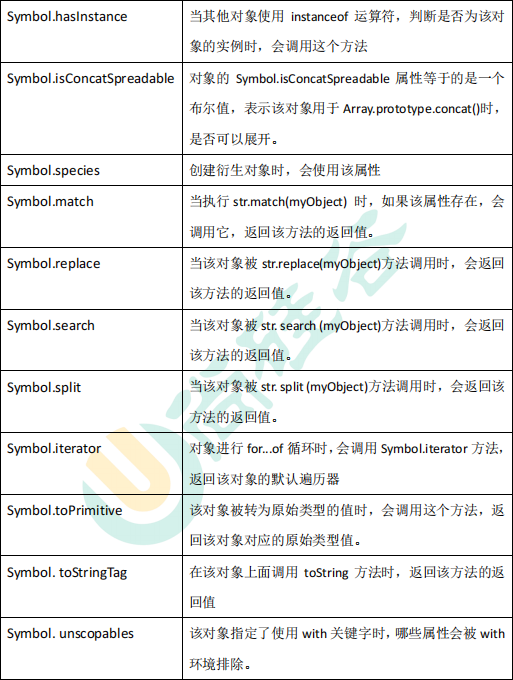 Symbol.hasInstance
当其他对象使用 instanceof 运算符，判断是否为该对
象的实例时，会调用这个方法
Symbol.isConcatSpreadable
对象的 Symbol.isConcatSpreadable 属性等于的是一个
布尔值，表示该对象用于 Array.prototype.concat()时，
是否可以展开。
Symbol.species
创建衍生对象时，会使用该属性
Symbol.match
当执行 str.match(myObject) 时，如果该属性存在，会
调用它，返回该方法的返回值。
Symbol.replace
当该对象被 str.replace(myObject)方法调用时，会返回
该方法的返回值。
Symbol.search
当该对象被 str. search (myObject)方法调用时，会返回
该方法的返回值。
Symbol.split
当该对象被 str. split (myObject)方法调用时，会返回该
方法的返回值。
Symbol.iterator
对象进行 for...of 循环时，会调用 Symbol.iterator 方法，
返回该对象的默认遍历器
Symbol.toPrimitive
该对象被转为原始类型的值时，会调用这个方法，返
回该对象对应的原始类型值。
Symbol. toStringTag
在该对象上面调用 toString 方法时，返回该方法的返
回值
Symbol. unscopables
该对象指定了使用 with 关键字时，哪些属性会被 with
环境排除。
尚硅谷